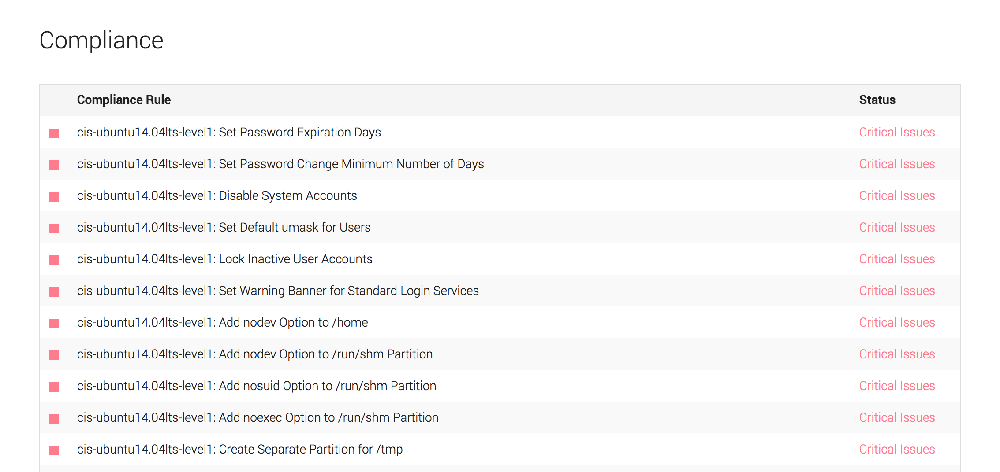 Compliance
Compliance Rule Status
cis-ubuntu14.04lts-level1: Set Password Expiration Days Critical Issues
cis-ubuntu14.04lts-level1: Set Password Change Minimum Number of Days Critical Issues
cis-ubuntu14.04lts-level1: Disable System Accounts Critical Issues
cis-ubuntu14.04lts-level1: Set Default umask for Users Critical Issues
cis-ubuntu14.04lts-level1: Lock Inactive User Accounts Critical Issues
cis-ubuntu14.04lts-level1: Set Warning Banner for Standard Login Services Critical Issues
cis-ubuntu14.04lts-level1: Add nodev Option to /home Critical Issues
cis-ubuntu14.04lts-level1: Add nodev Option to /run/shm Partition Critical Issues
cis-ubuntu14.04lts-level1: Add nosuid Option to /run/shm Partition Critical Issues
cis-ubuntu14.04lts-level1: Add noexec Option to /run/shm Partition Critical Issues
cis-ubuntu14.04lts-level1: Create Separate Partition for /tmp Critical Issues